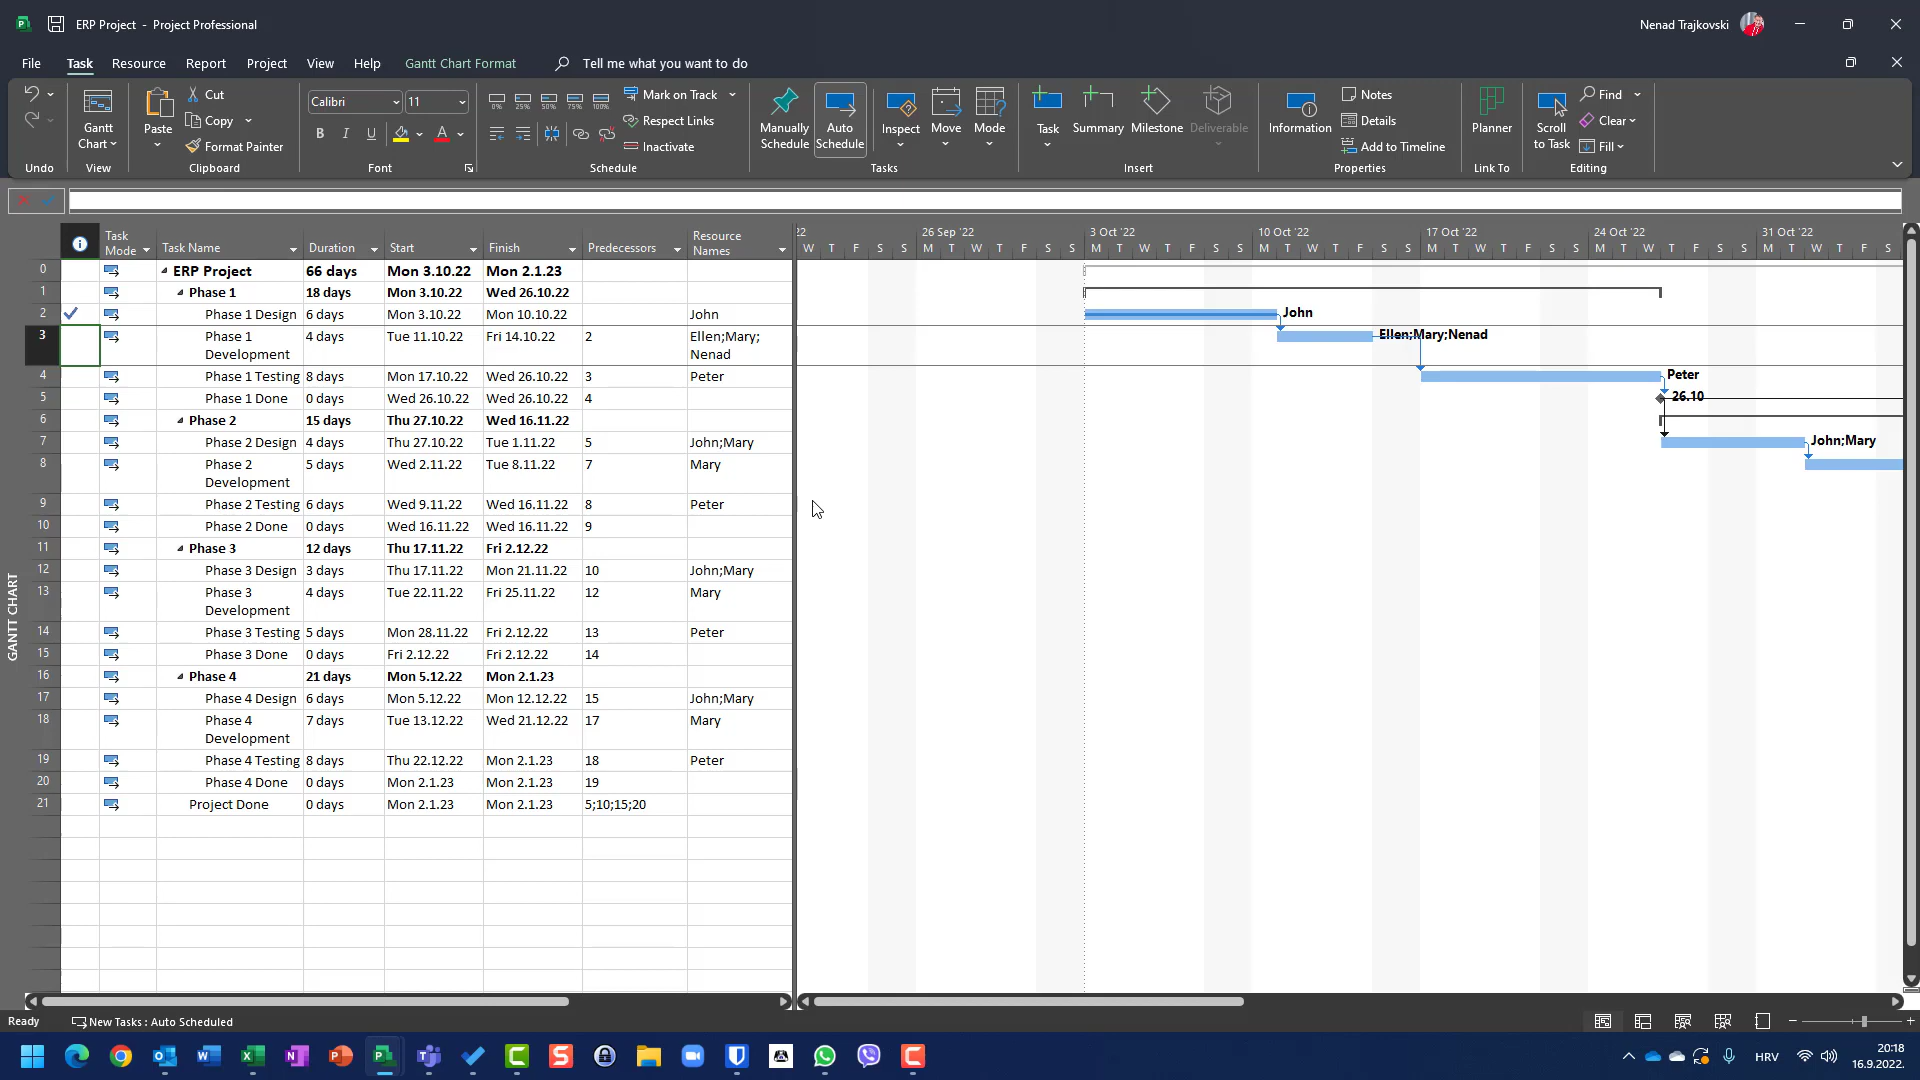 ERP Project - Project Professional
Nenad Trajkovski
File Task Resource Report Project View Help Gantt Chart Format Tell me what you want to do
Gantt Chart
Paste
Cut
Copy
Format Painter
Calibri 11
B I U A
0% 25% 50% 75% 100%
Mark on Track
Respect Links
Inactivate
Manually Schedule
Auto Schedule
Inspect
Move
Mode
Task
Summary
Milestone
Deliverable
Information
Notes
Details
Add to Timeline
Planner
Scroll to Task
Find
Clear
Fill
Undo View Clipboard Font Schedule Tasks Insert Properties Link To Editing
Task Mode Task Name Duration Start Finish Predecessors Resource Names
22 26 Sep '22 3 Oct '22 10 Oct '22 17 Oct '22 24 Oct '22 31 Oct '22
W T F S S M T W T F S S M T W T F S S M T W T F S S M T W T F S S M T W T F S S M T W T F S
0 ERP Project 66 days Mon 3.10.22 Mon 2.1.23
1 Phase 1 18 days Mon 3.10.22 Wed 26.10.22
2 Phase 1 Design 6 days Mon 3.10.22 Mon 10.10.22 John
John
3 Phase 1 Development 4 days Tue 11.10.22 Fri 14.10.22 2 Ellen;Mary;Nenad
Ellen;Mary;Nenad
4 Phase 1 Testing 8 days Mon 17.10.22 Wed 26.10.22 3 Peter
Peter
5 Phase 1 Done 0 days Wed 26.10.22 Wed 26.10.22 4
26.10
6 Phase 2 15 days Thu 27.10.22 Wed 16.11.22
7 Phase 2 Design 4 days Thu 27.10.22 Tue 1.11.22 5 John;Mary
John;Mary
8 Phase 2 Development 5 days Wed 2.11.22 Tue 8.11.22 7 Mary
9 Phase 2 Testing 6 days Wed 9.11.22 Wed 16.11.22 8 Peter
10 Phase 2 Done 0 days Wed 16.11.22 Wed 16.11.22 9
11 Phase 3 12 days Thu 17.11.22 Fri 2.12.22
12 Phase 3 Design 3 days Thu 17.11.22 Mon 21.11.22 10 John;Mary
13 Phase 3 Development 4 days Tue 22.11.22 Fri 25.11.22 12 Mary
14 Phase 3 Testing 5 days Mon 28.11.22 Fri 2.12.22 13 Peter
15 Phase 3 Done 0 days Fri 2.12.22 Fri 2.12.22 14
16 Phase 4 21 days Mon 5.12.22 Mon 2.1.23
17 Phase 4 Design 6 days Mon 5.12.22 Mon 12.12.22 15 John;Mary
18 Phase 4 Development 7 days Tue 13.12.22 Wed 21.12.22 17 Mary
19 Phase 4 Testing 8 days Thu 22.12.22 Mon 2.1.23 18 Peter
20 Phase 4 Done 0 days Mon 2.1.23 Mon 2.1.23 19
21 Project Done 0 days Mon 2.1.23 Mon 2.1.23 5;10;15;20
GANTT CHART
Ready New Tasks : Auto Scheduled
HRV
20:18
16.9.2022.